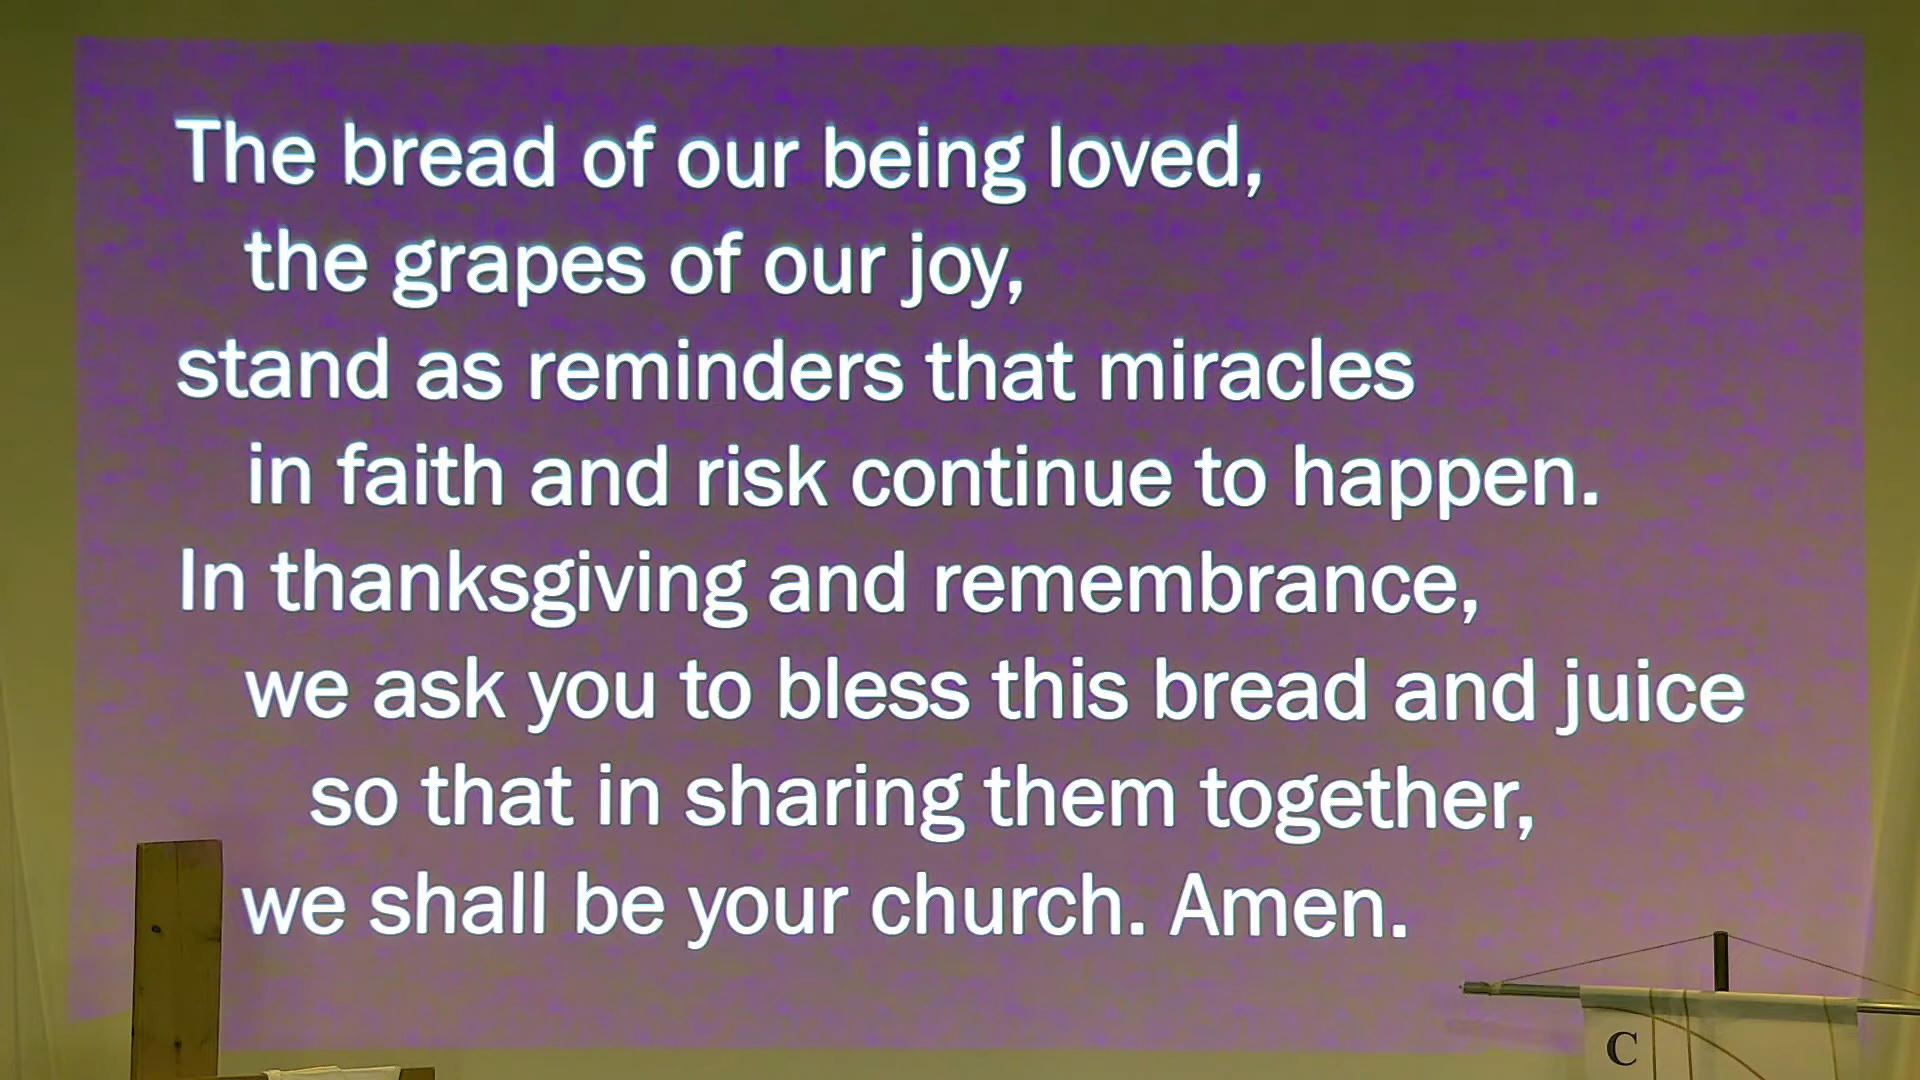 The bread of our being loved,
the grapes of our joy,
stand as reminders that miracles
in faith and risk continue to happen.
In thanksgiving and remembrance,
we ask you to bless this bread and juice
so that in sharing them together,
we shall be your church. Amen.
C